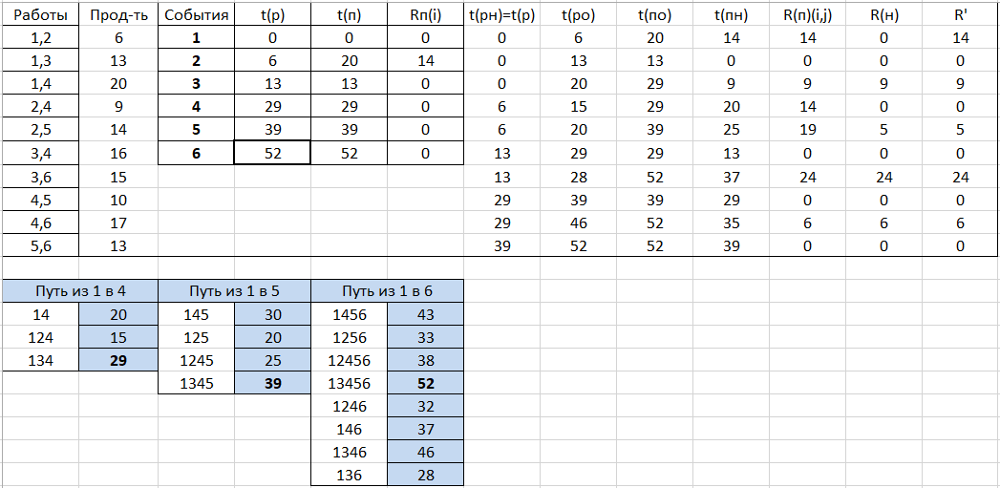 Работы Прод-ть События t(р) t(п) Rп(i) t(рн)=t(р) t(ро) t(по) t(пн) R(п)(i,j) R(н) R'
1,2 6 1 0 0 0 0 6 20 14 14 0 14
1,3 13 2 6 20 14 0 13 13 0 0 0 0
1,4 20 3 13 13 0 0 20 29 9 9 9 9
2,4 9 4 29 29 0 6 15 29 20 14 0 0
2,5 14 5 39 39 0 6 20 39 25 19 5 5
3,4 16 6 52 52 0 13 29 29 13 0 0 0
3,6 15 13 28 52 37 24 24 24
4,5 10 29 39 39 29 0 0 0
4,6 17 29 46 52 35 6 6 6
5,6 13 39 52 52 39 0 0 0
Путь из 1 в 4 Путь из 1 в 5 Путь из 1 в 6
14 20 145 30 1456 43
124 15 125 20 1256 33
134 29 1245 25 12456 38
1345 39 13456 52
1246 32
146 37
1346 46
136 28